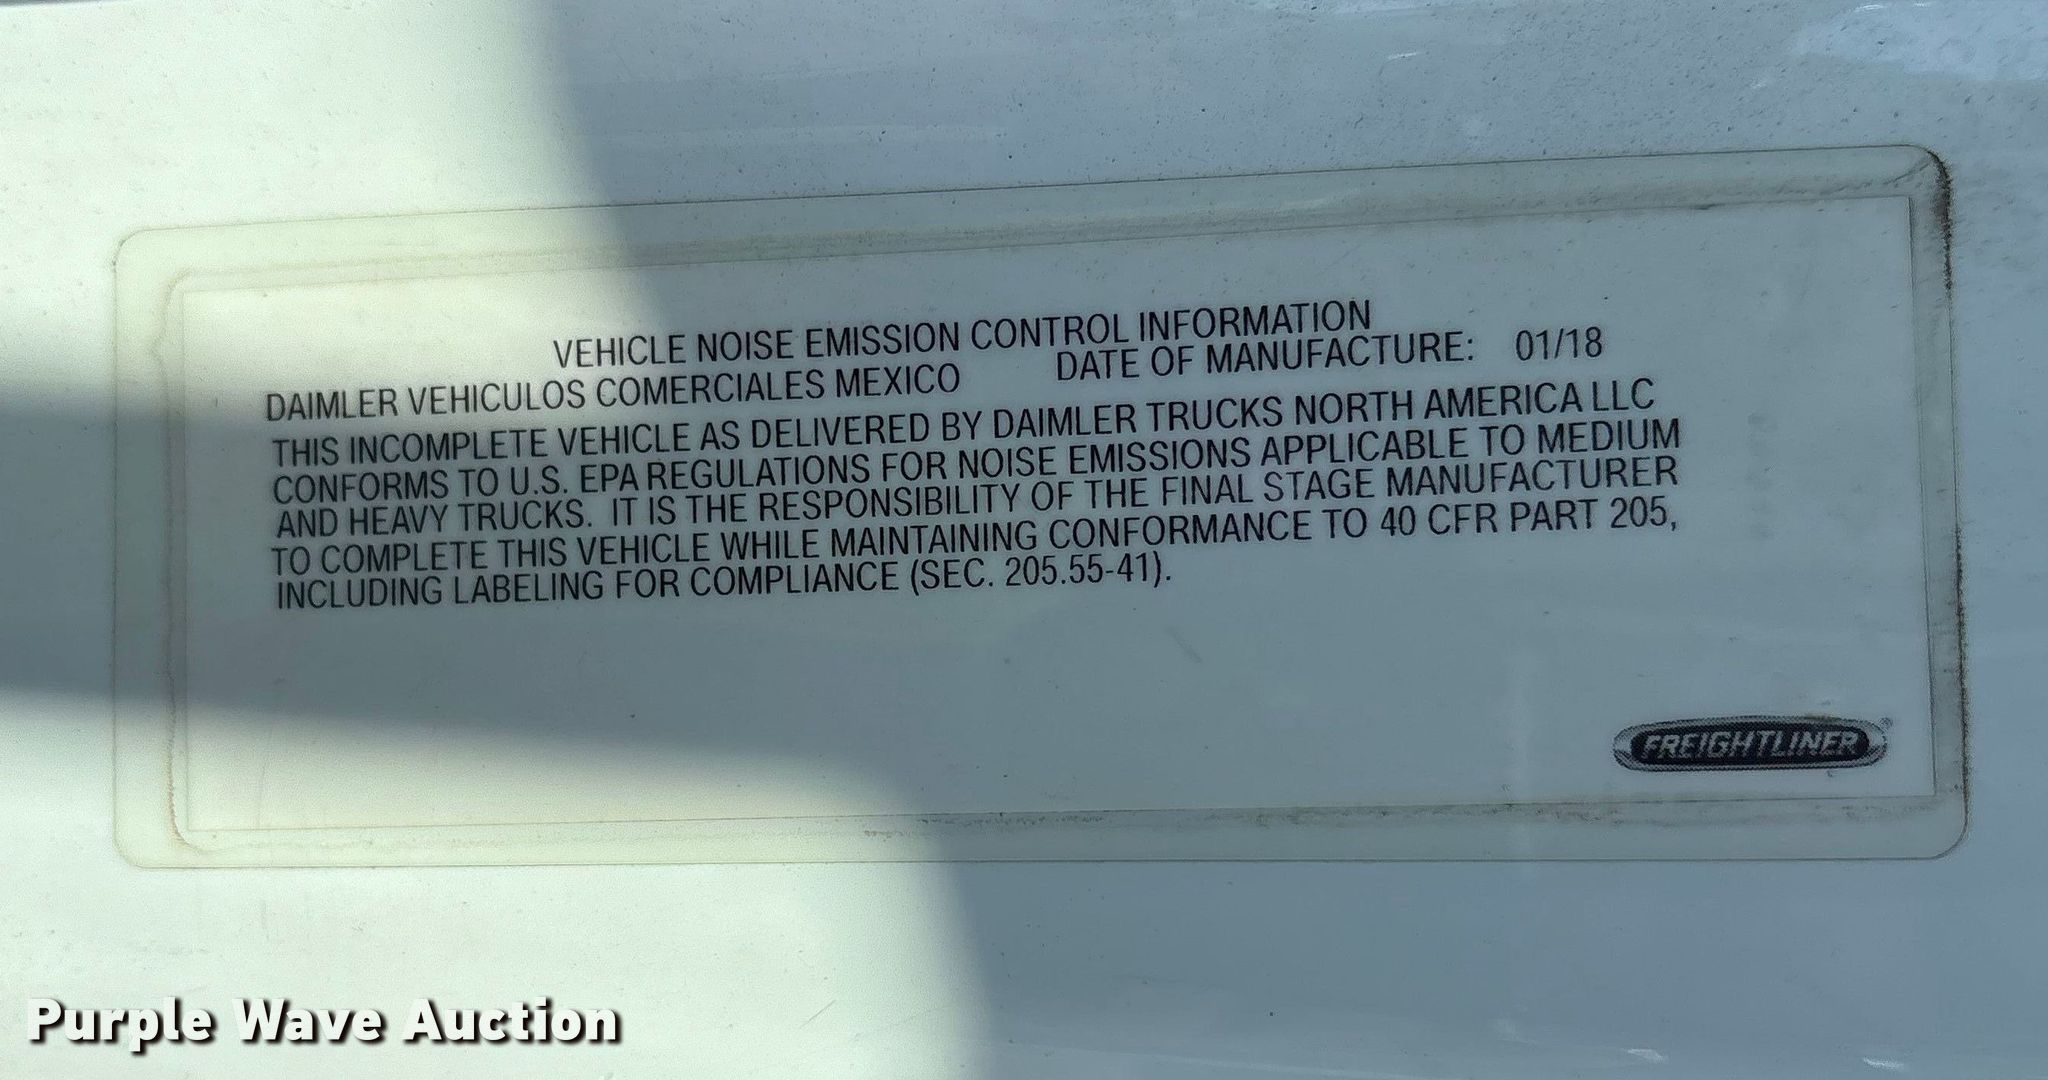 VEHICLE NOISE EMISSION CONTROL INFORMATION
DAIMLER VEHICULOS COMERCIALES MEXICO DATE OF MANUFACTURE: 01/18
THIS INCOMPLETE VEHICLE AS DELIVERED BY DAIMLER TRUCKS NORTH AMERICA LLC
CONFORMS TO U.S. EPA REGULATIONS FOR NOISE EMISSIONS APPLICABLE TO MEDIUM
AND HEAVY TRUCKS. IT IS THE RESPONSIBILITY OF THE FINAL STAGE MANUFACTURER
TO COMPLETE THIS VEHICLE WHILE MAINTAINING CONFORMANCE TO 40 CFR PART 205,
INCLUDING LABELING FOR COMPLIANCE (SEC. 205.55-41).
FREIGHTLINER®
Purple Wave Auction